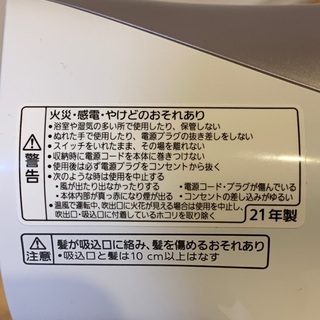 火災・感電・やけどのおそれあり
•浴室や湿気の多い所で使用したり、保管しない
•ぬれた手で使用したり、電源プラグの抜き差しをしない
•スイッチをいれたまま、その場を離れない
•収納時に電源コードを本体に巻きつけない
•使用後は必ず電源プラグをコンセントから抜く
•次のような時は使用を中止する
•風が出たり出なかったりする •電源コード・プラグが傷んでいる
•本体内部が真っ赤になり煙が出る •コンセントの差し込みがゆるい
•温風で運転中、吹出口に火花が見える場合は使用を中止し、
吹出口・吸込口に付着しているホコリを取り除く
警告
21年製
注意
髪が吸込口に絡み、髪を傷めるおそれあり
•吸込口と髪は10cm以上はなす